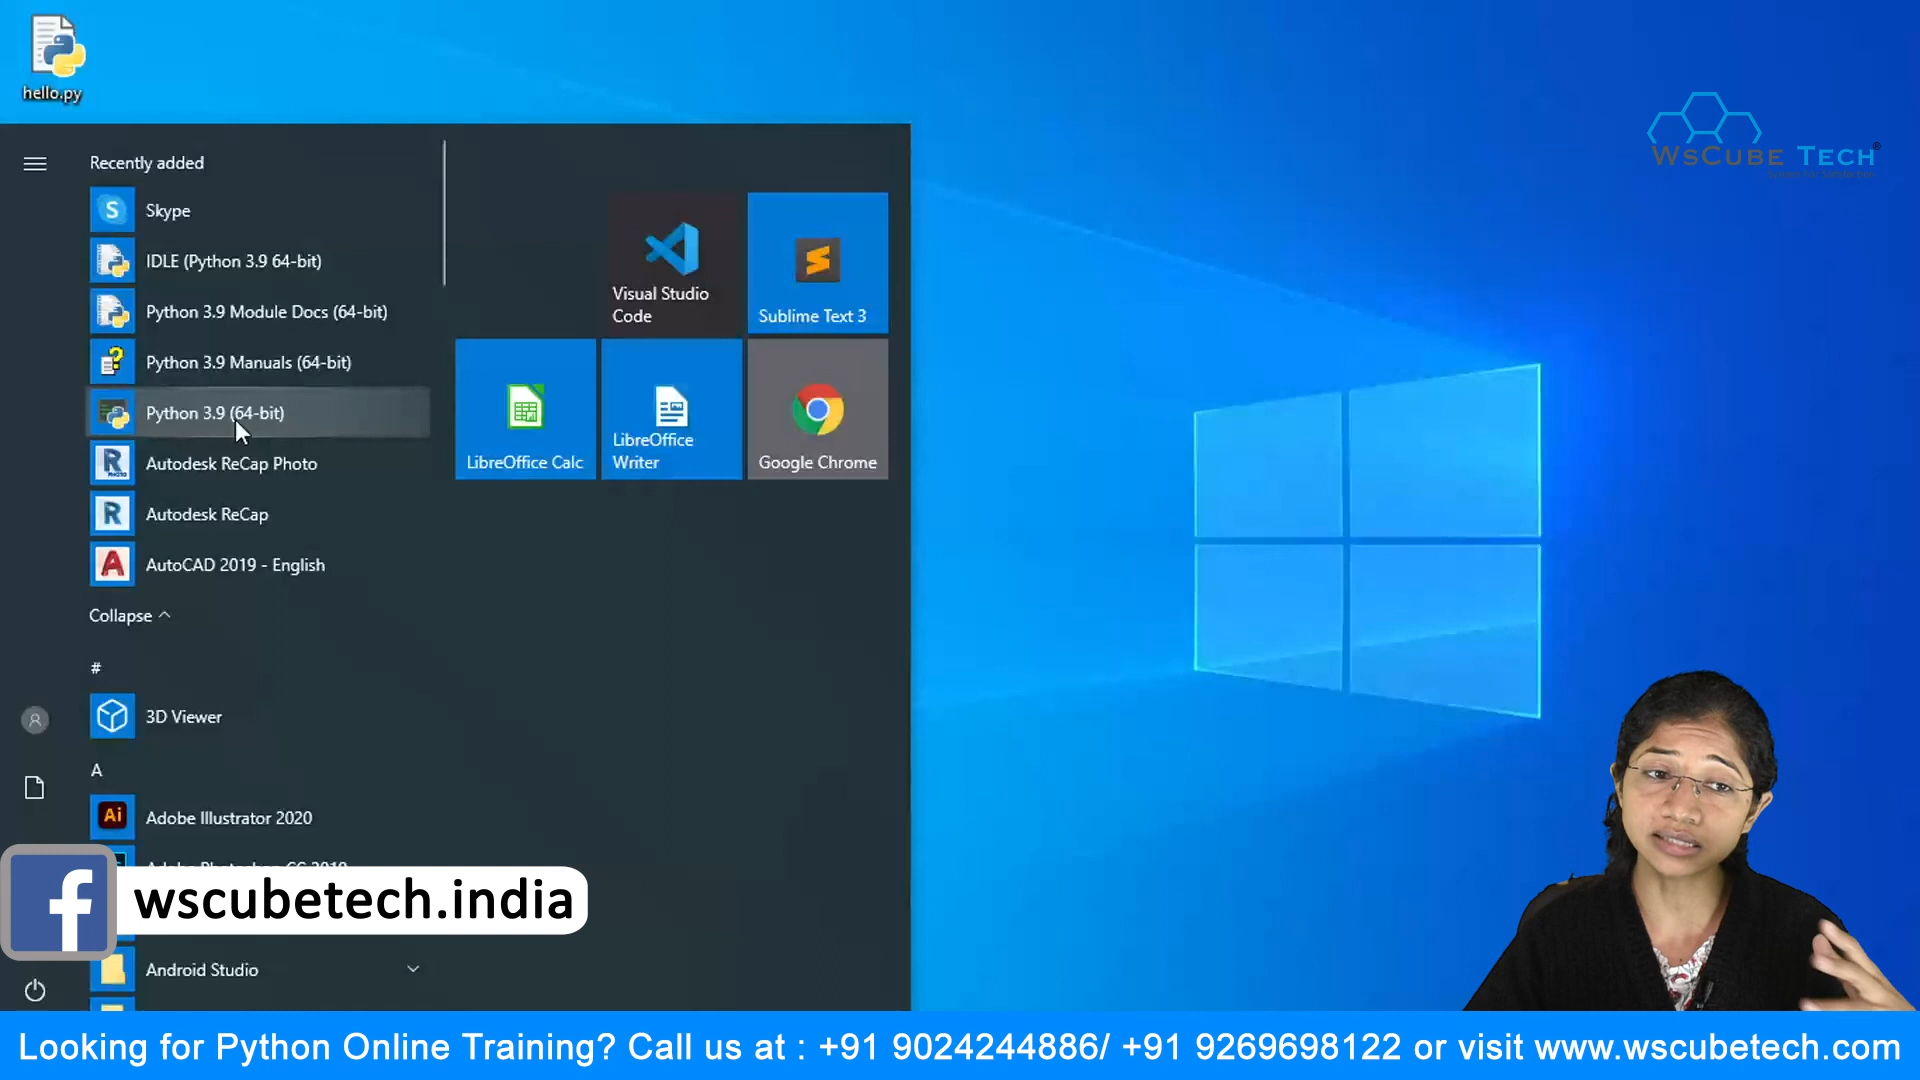 hello.py
WSCUBE TECH®
Recently added
Skype
IDLE (Python 3.9 64-bit)
Python 3.9 Module Docs (64-bit)
Python 3.9 Manuals (64-bit)
Python 3.9 (64-bit)
Autodesk ReCap Photo
Autodesk ReCap
AutoCAD 2019 - English
Collapse
#
3D Viewer
A
Adobe Illustrator 2020
Android Studio
Visual Studio
Code
Sublime Text 3
LibreOffice Calc
LibreOffice
Writer
Google Chrome
wscubetech.india
Looking for Python Online Training? Call us at : +91 9024244886/ +91 9269698122 or visit www.wscubetech.com